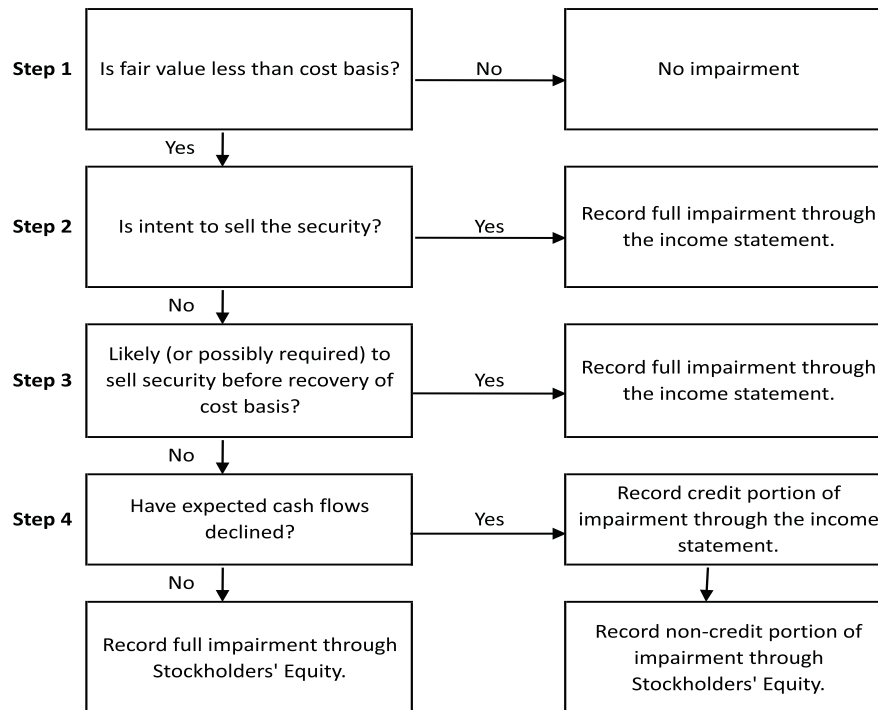 Step 1
Is fair value less than cost basis?
No
No impairment
Yes
Step 2
Is intent to sell the security?
Yes
Record full impairment through
the income statement.
No
Step 3
Likely (or possibly required) to
sell security before recovery of
cost basis?
Yes
Record full impairment through
the income statement.
No
Step 4
Have expected cash flows
declined?
Yes
Record credit portion of
impairment through the income
statement.
No
Record full impairment through
Stockholders' Equity.
Record non-credit portion of
impairment through
Stockholders' Equity.